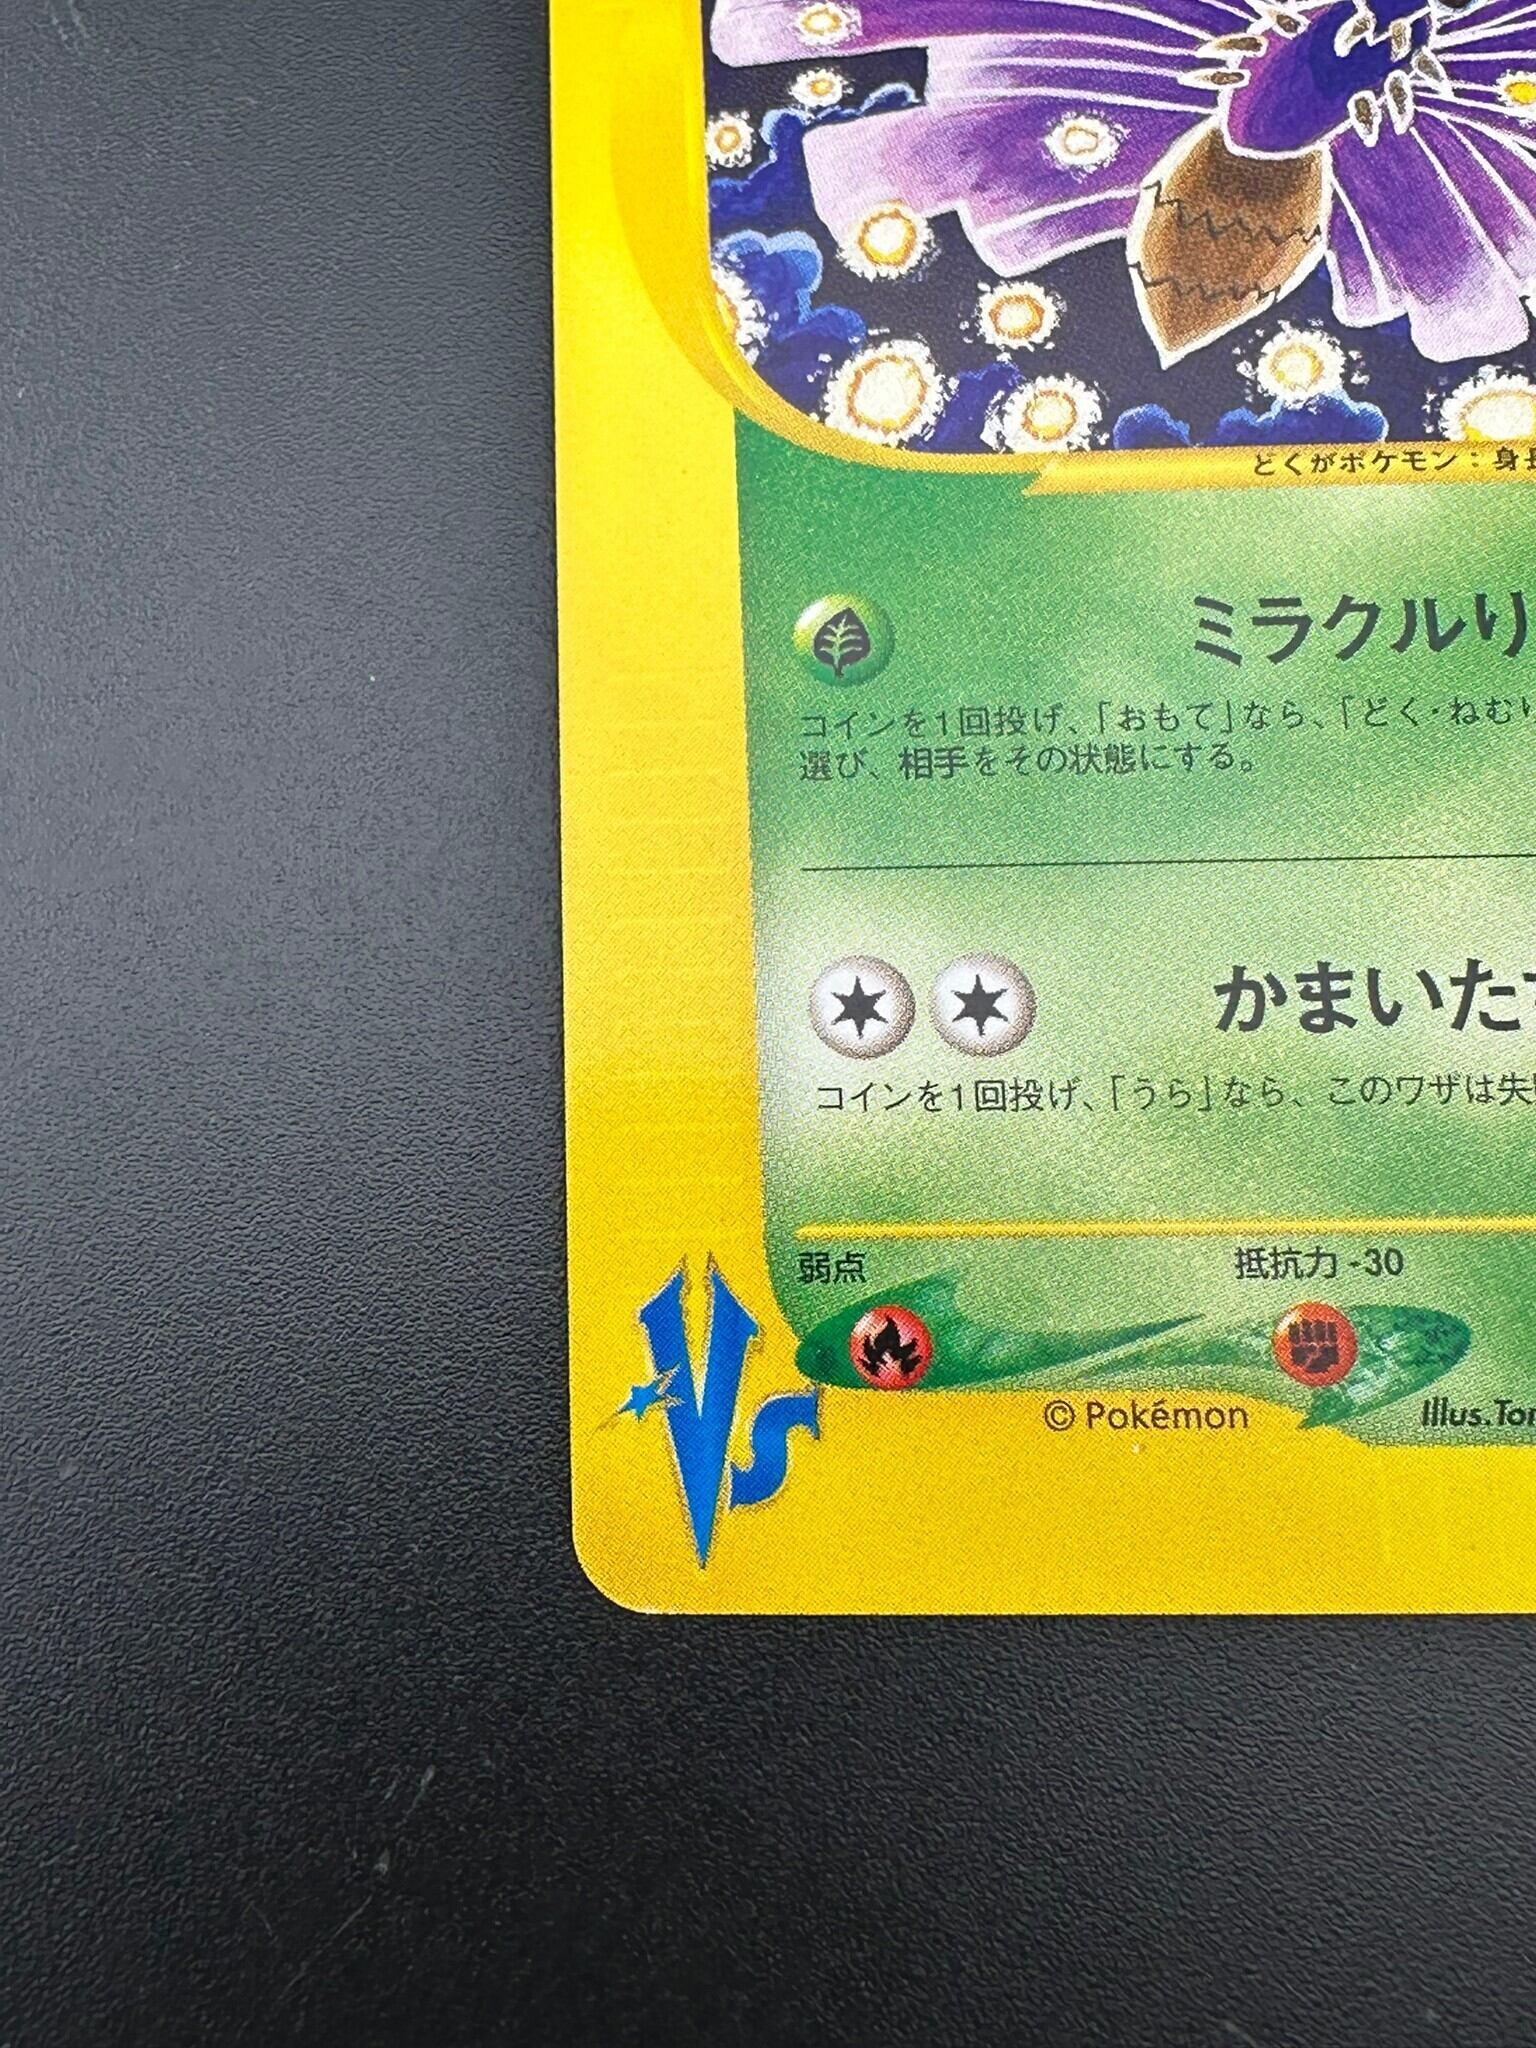 どくがポケモン：身長
ミラクルり
コインを1回投げ、「おもて」なら、「どく・ねむり
選び、相手をその状態にする。
かまいた
コインを1回投げ、「うら」なら、このワザは失
弱点
抵抗力 -30
VS
© Pokémon
Illus.Tom